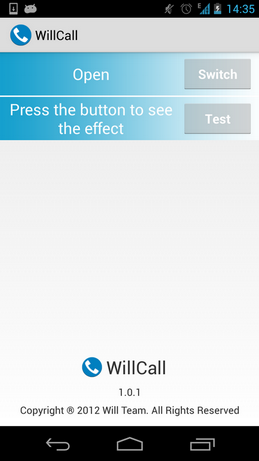 E 14:35
WillCall
Open
Switch
Press the button to see
the effect
Test
WillCall
1.0.1
Copyright ® 2012 Will Team. All Rights Reserved